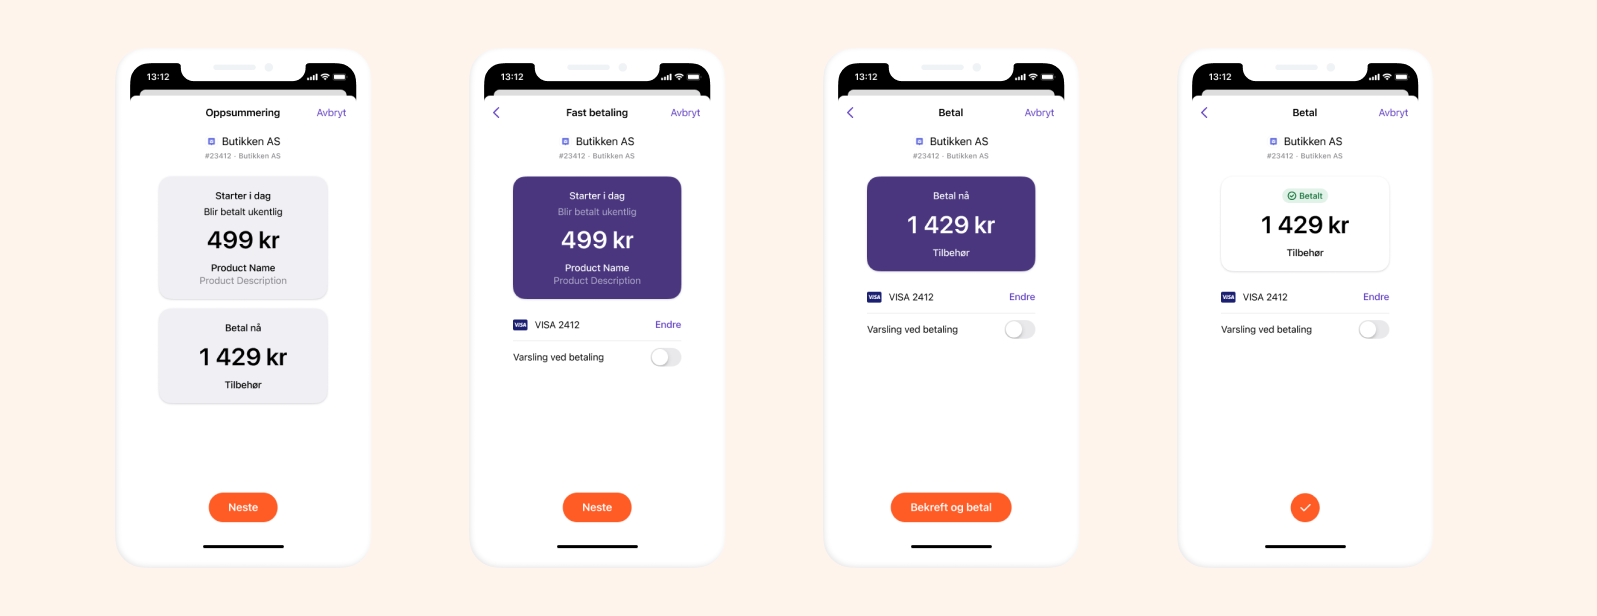 13:12
Oppsummering
Avbryt
Butikken AS
#23412 - Butikken AS
Starter i dag
Blir betalt ukentlig
499 kr
Product Name
Product Description
Betal nå
1 429 kr
Tilbehør
Neste
13:12
Fast betaling
Avbryt
Butikken AS
#23412 - Butikken AS
Starter i dag
Blir betalt ukentlig
499 kr
Product Name
Product Description
VISA VISA 2412
Endre
Varsling ved betaling
Neste
13:12
Betal
Avbryt
Butikken AS
#23412 - Butikken AS
Betal nå
1 429 kr
Tilbehør
VISA VISA 2412
Endre
Varsling ved betaling
Bekreft og betal
13:12
Betal
Avbryt
Butikken AS
#23412 - Butikken AS
Betalt
1 429 kr
Tilbehør
VISA VISA 2412
Endre
Varsling ved betaling